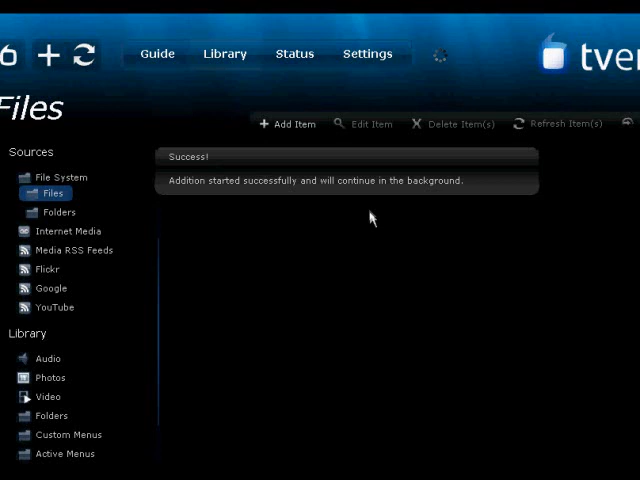 6
Guide Library Status Settings
tver
Files
Add Item Edit Item Delete Item(s) Refresh Item(s)
Sources
Success!
File System
Addition started successfully and will continue in the background.
Files
Folders
Internet Media
Media RSS Feeds
Flickr
Google
YouTube
Library
Audio
Photos
Video
Folders
Custom Menus
Active Menus